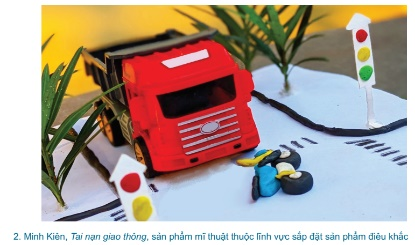 2. Minh Kiên, Tai nạn giao thông, sản phẩm mĩ thuật thuộc lĩnh vực sắp đặt sản phẩm điêu khắc